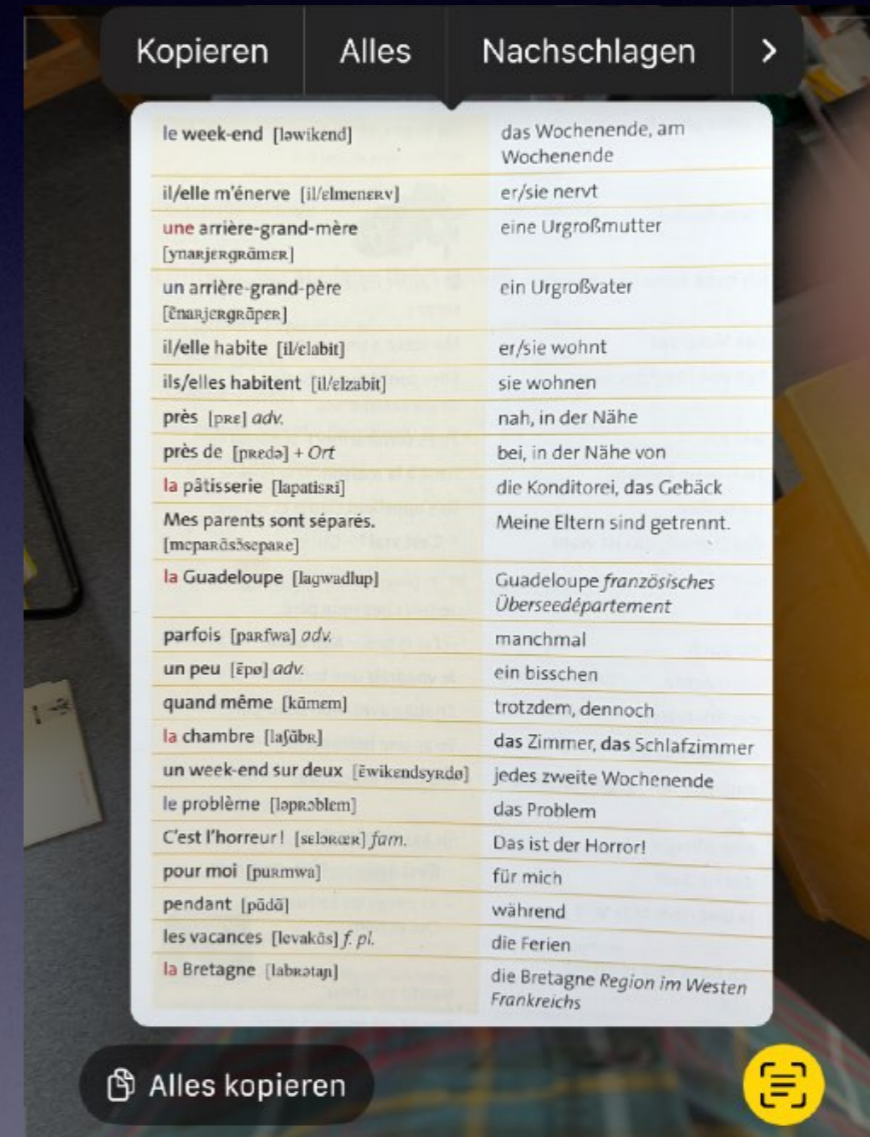 Kopieren Alles Nachschlagen >
le week-end [ləwikɛnd] das Wochenende, am
Wochenende
il/elle m'énerve [il/ɛlmenɛʀv] er/sie nervt
une arrière-grand-mère eine Urgroßmutter
[ynaʀjɛʀgʀɑ̃mɛʀ]
un arrière-grand-père ein Urgroßvater
[ɛ̃naʀjɛʀgʀɑ̃pɛʀ]
il/elle habite [il/ɛlabit] er/sie wohnt
ils/elles habitent [il/ɛlzabit] sie wohnen
près [pʀɛ] adv. nah, in der Nähe
près de [pʀɛdə] + Ort bei, in der Nähe von
la pâtisserie [lapatisʀi] die Konditorei, das Gebäck
Mes parents sont séparés. Meine Eltern sind getrennt.
[mepaʀɑ̃sɔ̃sepaʀe]
la Guadeloupe [lagwadlup] Guadeloupe französisches
Überseedépartement
parfois [paʀfwa] adv. manchmal
un peu [ɛ̃pø] adv. ein bisschen
quand même [kɑ̃mɛm] trotzdem, dennoch
la chambre [laʃɑ̃bʀ] das Zimmer, das Schlafzimmer
un week-end sur deux [ɛ̃wikɛndsyʀdø] jedes zweite Wochenende
le problème [ləpʀɔblɛm] das Problem
C'est l'horreur! [sɛlɔʀœʀ] fam. Das ist der Horror!
pour moi [puʀmwa] für mich
pendant [pɑ̃dɑ̃] während
les vacances [levakɑ̃s] f. pl. die Ferien
la Bretagne [labʀətaɲ] die Bretagne Region im Westen
Frankreichs
Alles kopieren